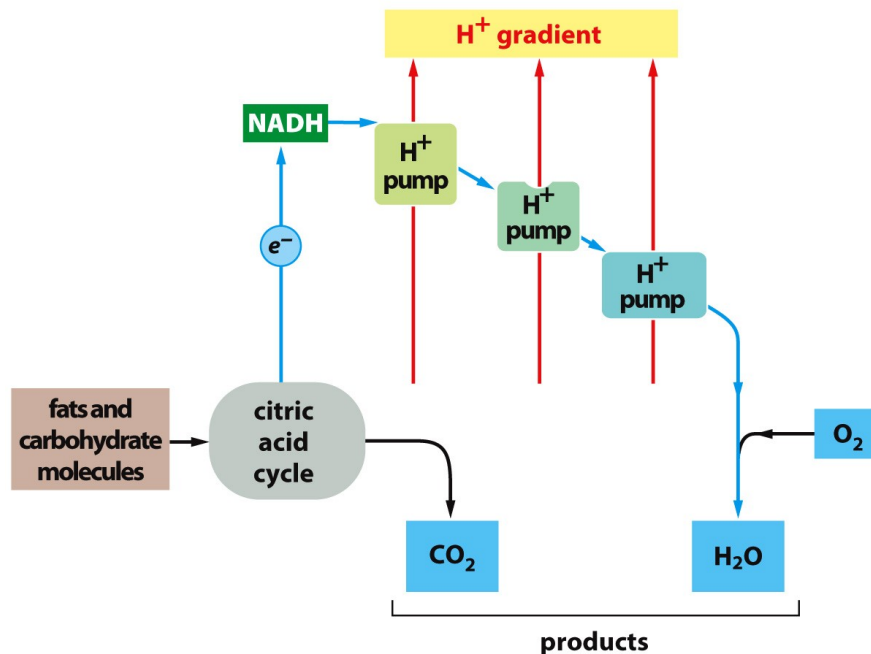 H⁺ gradient
NADH
H⁺
pump
H⁺
pump
H⁺
pump
e⁻
fats and
carbohydrate
molecules
citric
acid
cycle
O₂
CO₂
H₂O
products